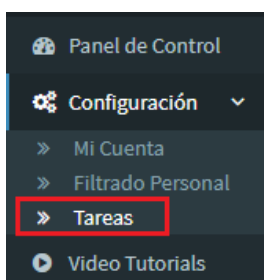 Panel de Control
Configuración
Mi Cuenta
Filtrado Personal
Tareas
Video Tutorials